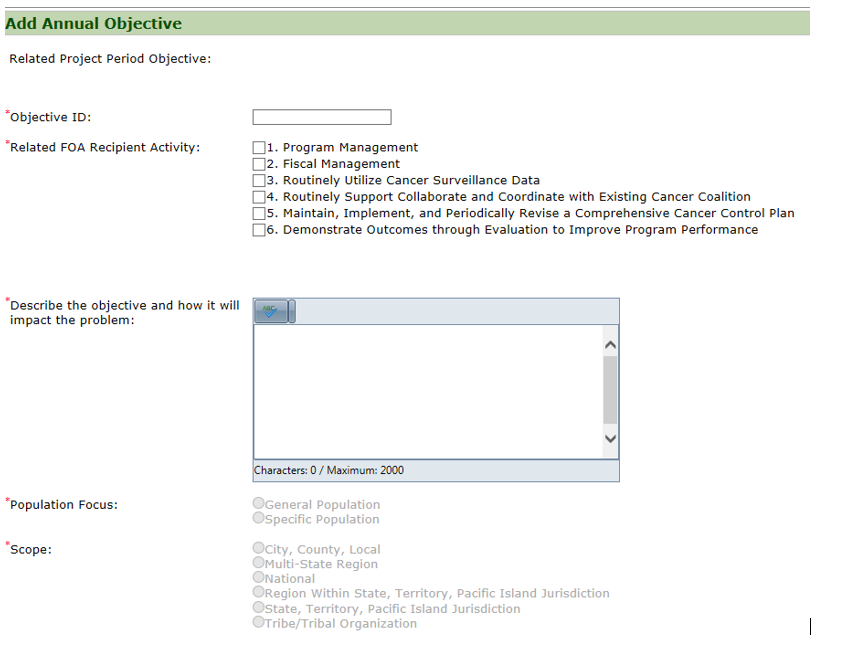 Add Annual Objective
Related Project Period Objective:
*Objective ID:
*Related FOA Recipient Activity:
1. Program Management
2. Fiscal Management
3. Routinely Utilize Cancer Surveillance Data
4. Routinely Support Collaborate and Coordinate with Existing Cancer Coalition
5. Maintain, Implement, and Periodically Revise a Comprehensive Cancer Control Plan
6. Demonstrate Outcomes through Evaluation to Improve Program Performance
*Describe the objective and how it will
impact the problem:
ABC
Characters: 0 / Maximum: 2000
*Population Focus:
General Population
Specific Population
*Scope:
City, County, Local
Multi-State Region
National
Region Within State, Territory, Pacific Island Jurisdiction
State, Territory, Pacific Island Jurisdiction
Tribe/Tribal Organization